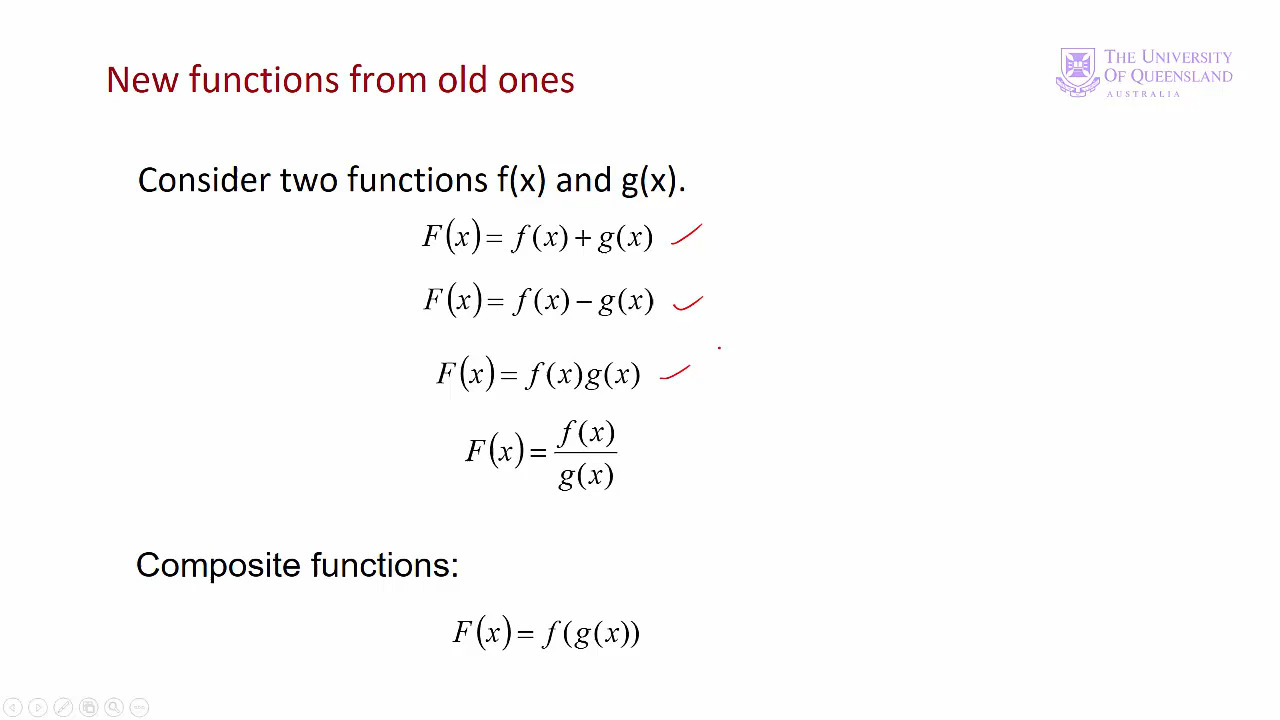 New functions from old ones
THE UNIVERSITY
OF QUEENSLAND
AUSTRALIA
Consider two functions f(x) and g(x).
F(x) = f(x) + g(x)
F(x) = f(x) − g(x)
F(x) = f(x)g(x)
F(x) = f(x)/g(x)
Composite functions:
F(x) = f(g(x))